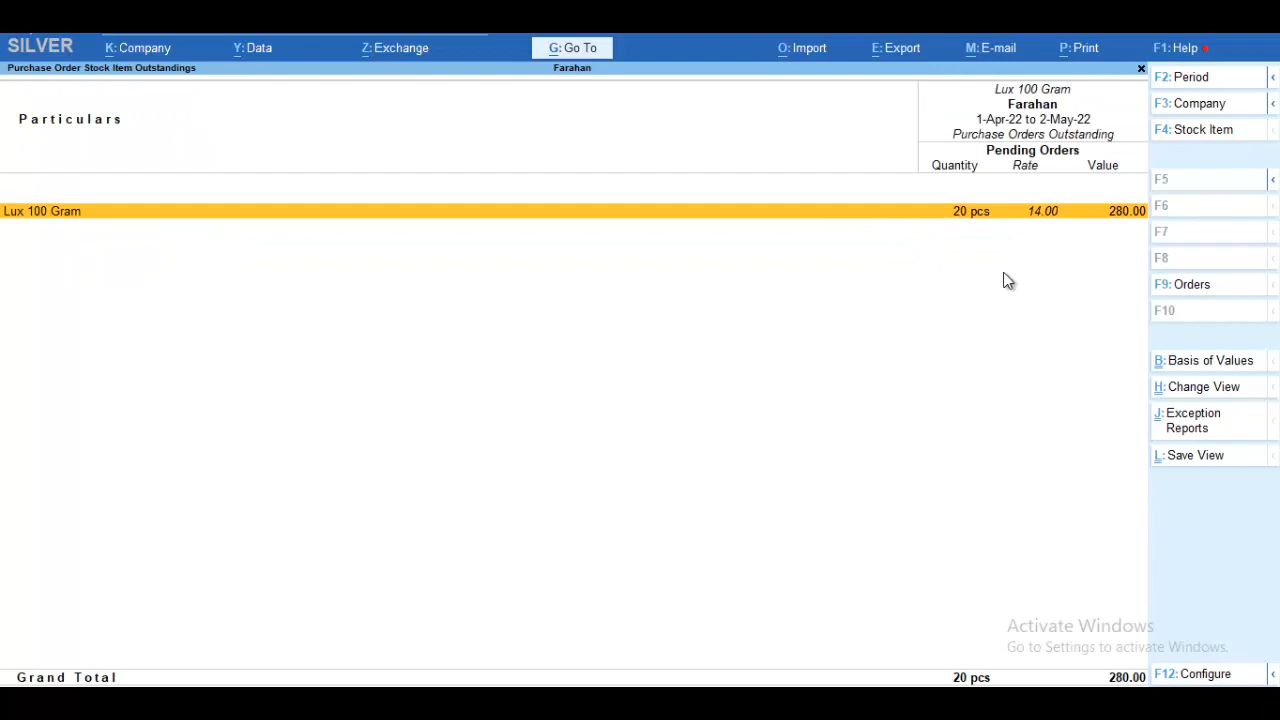 SILVER K: Company Y: Data Z: Exchange G: Go To O: Import E: Export M: E-mail P: Print F1: Help
Purchase Order Stock Item Outstandings Farahan x
Particulars
Lux 100 Gram
Farahan
1-Apr-22 to 2-May-22
Purchase Orders Outstanding
Pending Orders
Quantity Rate Value
Lux 100 Gram 20 pcs 14.00 280.00
Grand Total 20 pcs 280.00
F2: Period
F3: Company
F4: Stock Item
F5
F6
F7
F8
F9: Orders
F10
B: Basis of Values
H: Change View
J: Exception
Reports
L: Save View
Activate Windows
Go to Settings to activate Windows.
F12: Configure